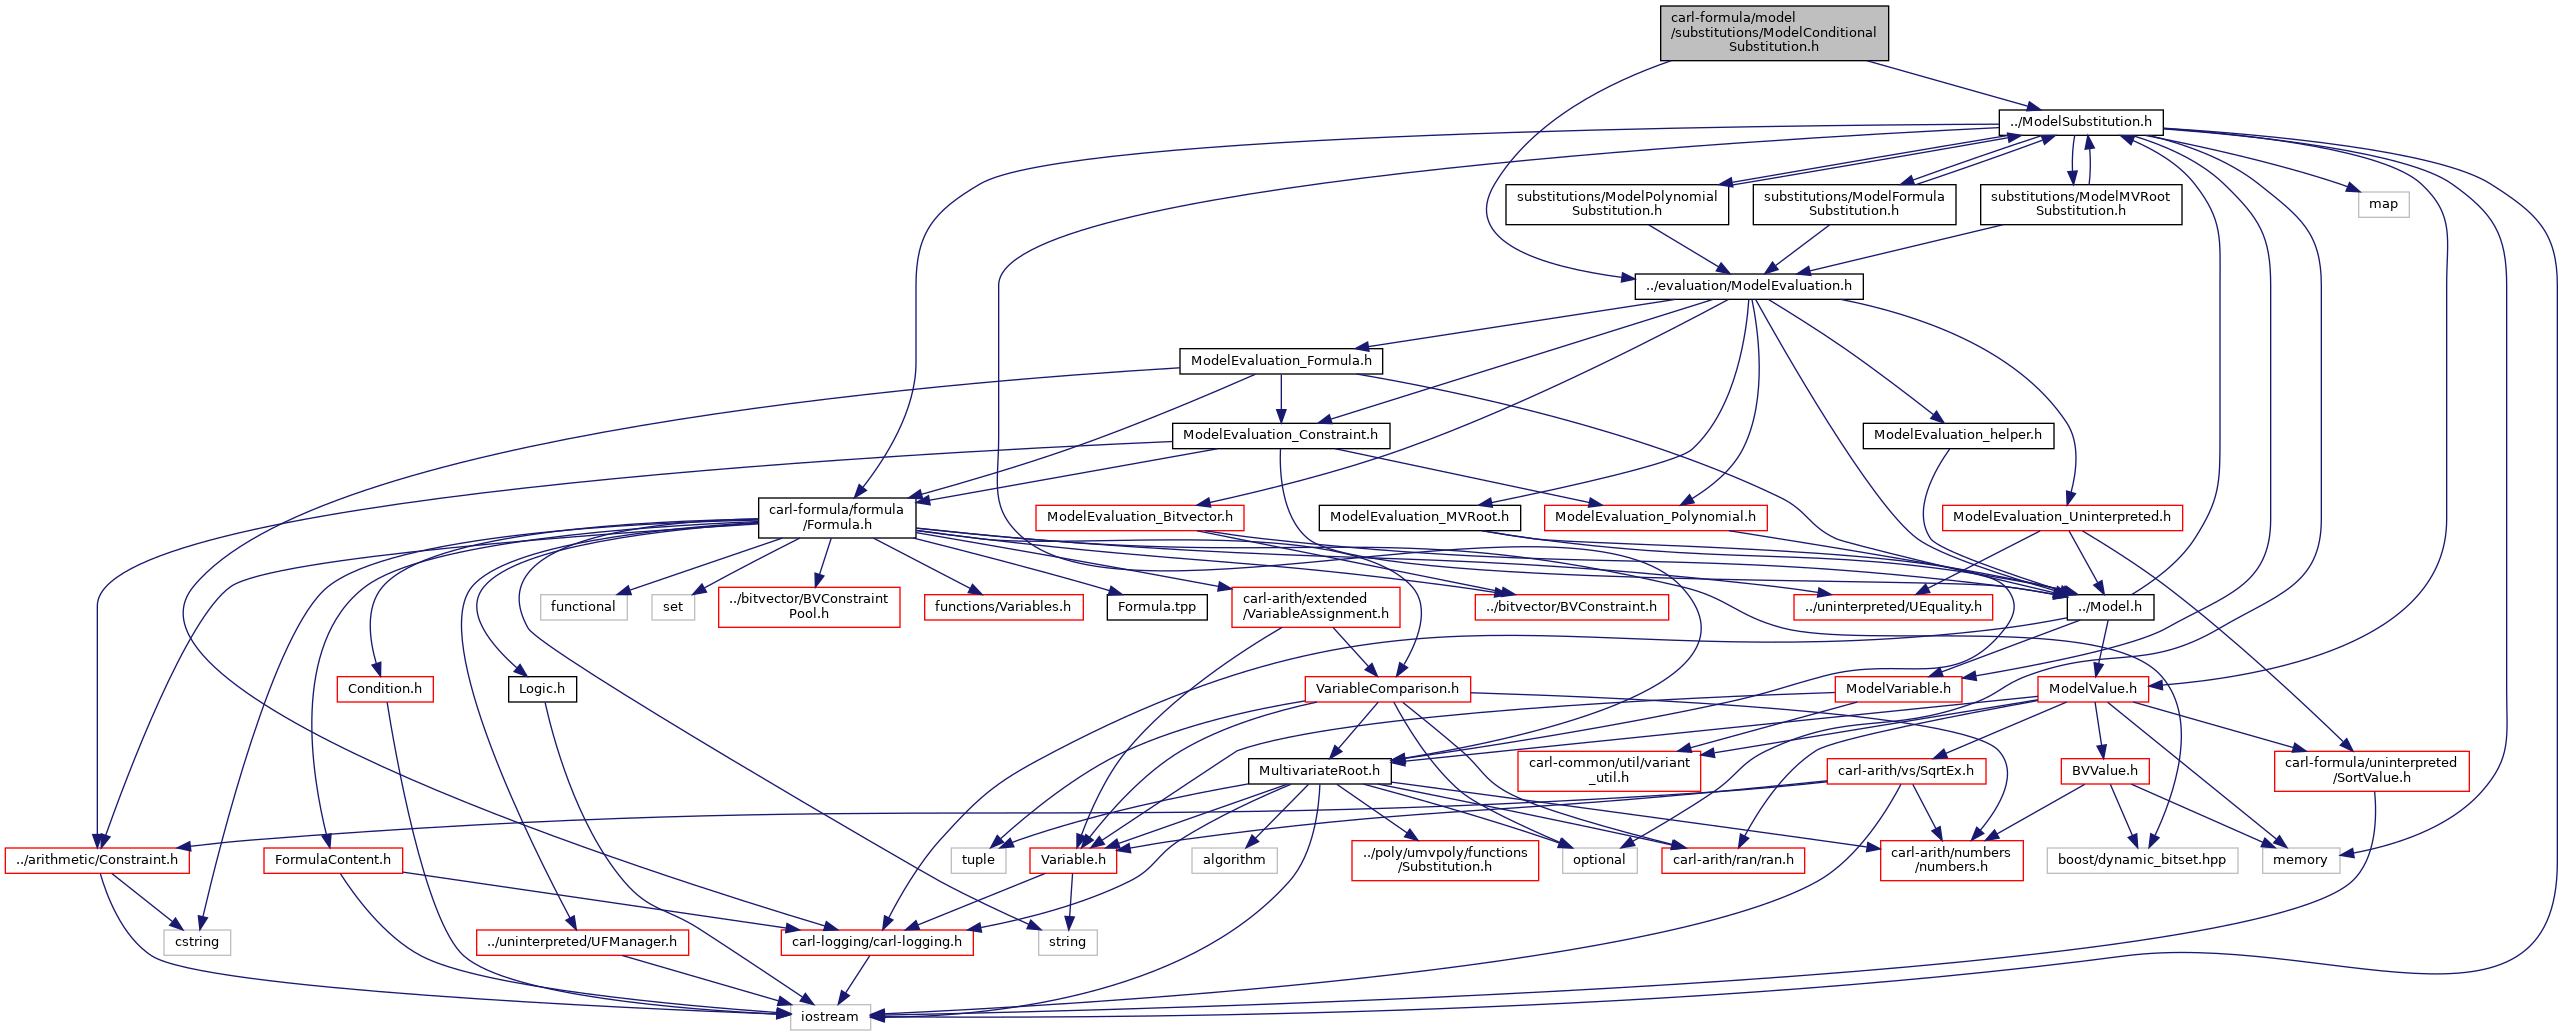 carl-formula/model
/substitutions/ModelConditional
Substitution.h
../ModelSubstitution.h
substitutions/ModelPolynomial
Substitution.h
substitutions/ModelFormula
Substitution.h
substitutions/ModelMVRoot
Substitution.h
map
../evaluation/ModelEvaluation.h
ModelEvaluation_Formula.h
ModelEvaluation_Constraint.h
ModelEvaluation_helper.h
carl-formula/formula
/Formula.h
ModelEvaluation_Bitvector.h
ModelEvaluation_MVRoot.h
ModelEvaluation_Polynomial.h
ModelEvaluation_Uninterpreted.h
functional
set
../bitvector/BVConstraint
Pool.h
functions/Variables.h
Formula.tpp
carl-arith/extended
/VariableAssignment.h
../bitvector/BVConstraint.h
../uninterpreted/UEquality.h
../Model.h
Condition.h
Logic.h
VariableComparison.h
ModelVariable.h
ModelValue.h
MultivariateRoot.h
carl-common/util/variant
_util.h
carl-arith/vs/SqrtEx.h
BVValue.h
carl-formula/uninterpreted
/SortValue.h
../arithmetic/Constraint.h
FormulaContent.h
tuple
Variable.h
algorithm
../poly/umvpoly/functions
/Substitution.h
optional
carl-arith/ran/ran.h
carl-arith/numbers
/numbers.h
boost/dynamic_bitset.hpp
memory
cstring
../uninterpreted/UFManager.h
carl-logging/carl-logging.h
string
iostream